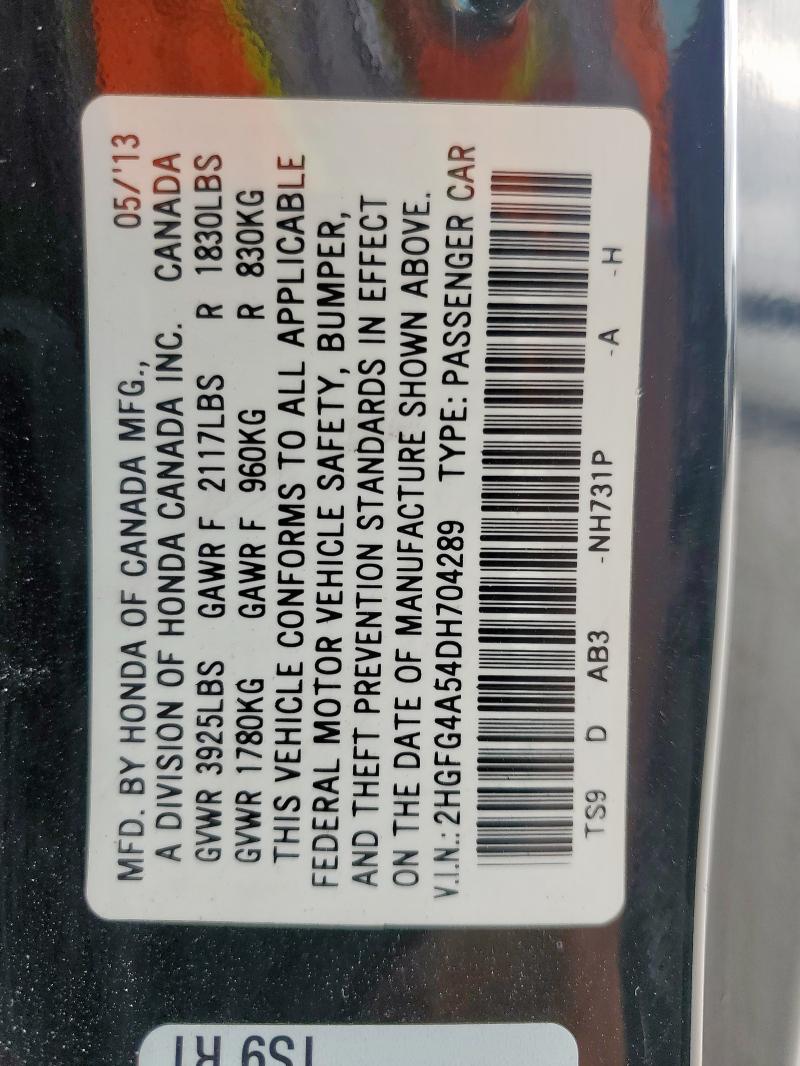 MFD. BY HONDA OF CANADA MFG., 05/'13
A DIVISION OF HONDA CANADA INC. CANADA
GVWR 3925LBS GAWR F 2117LBS R 1830LBS
GVWR 1780KG GAWR F 960KG R 830KG
THIS VEHICLE CONFORMS TO ALL APPLICABLE
FEDERAL MOTOR VEHICLE SAFETY, BUMPER,
AND THEFT PREVENTION STANDARDS IN EFFECT
ON THE DATE OF MANUFACTURE SHOWN ABOVE.
V.I.N.: 2HGFG4A54DH704289 TYPE: PASSENGER CAR
TS9 D AB3 -NH731P -A -H
TS9